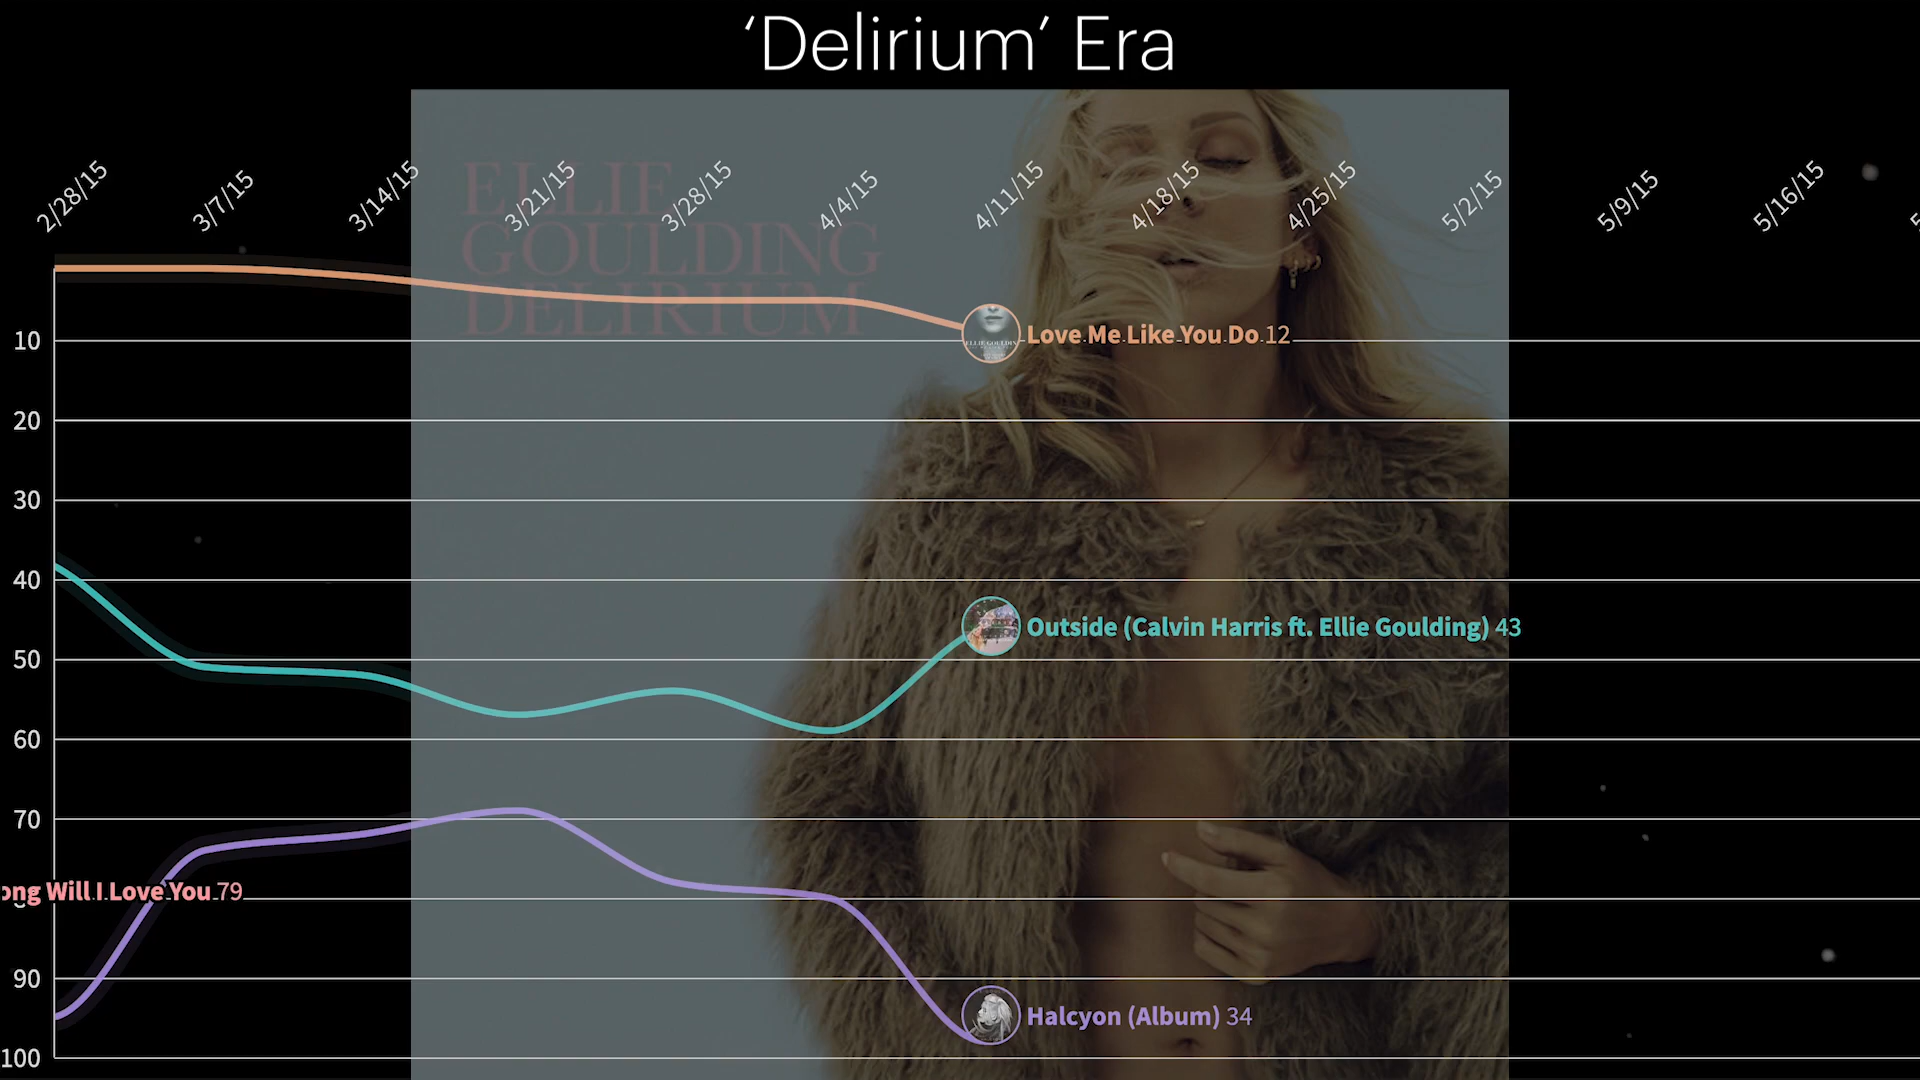 ‘Delirium’ Era
ELLIE
GOULDING
DELIRIUM
2/28/15
3/7/15
3/14/15
3/21/15
3/28/15
4/4/15
4/11/15
4/18/15
4/25/15
5/2/15
5/9/15
5/16/15
10
20
30
40
50
60
70
90
100
Love Me Like You Do 12
Outside (Calvin Harris ft. Ellie Goulding) 43
ong Will I Love You 79
Halcyon (Album) 34